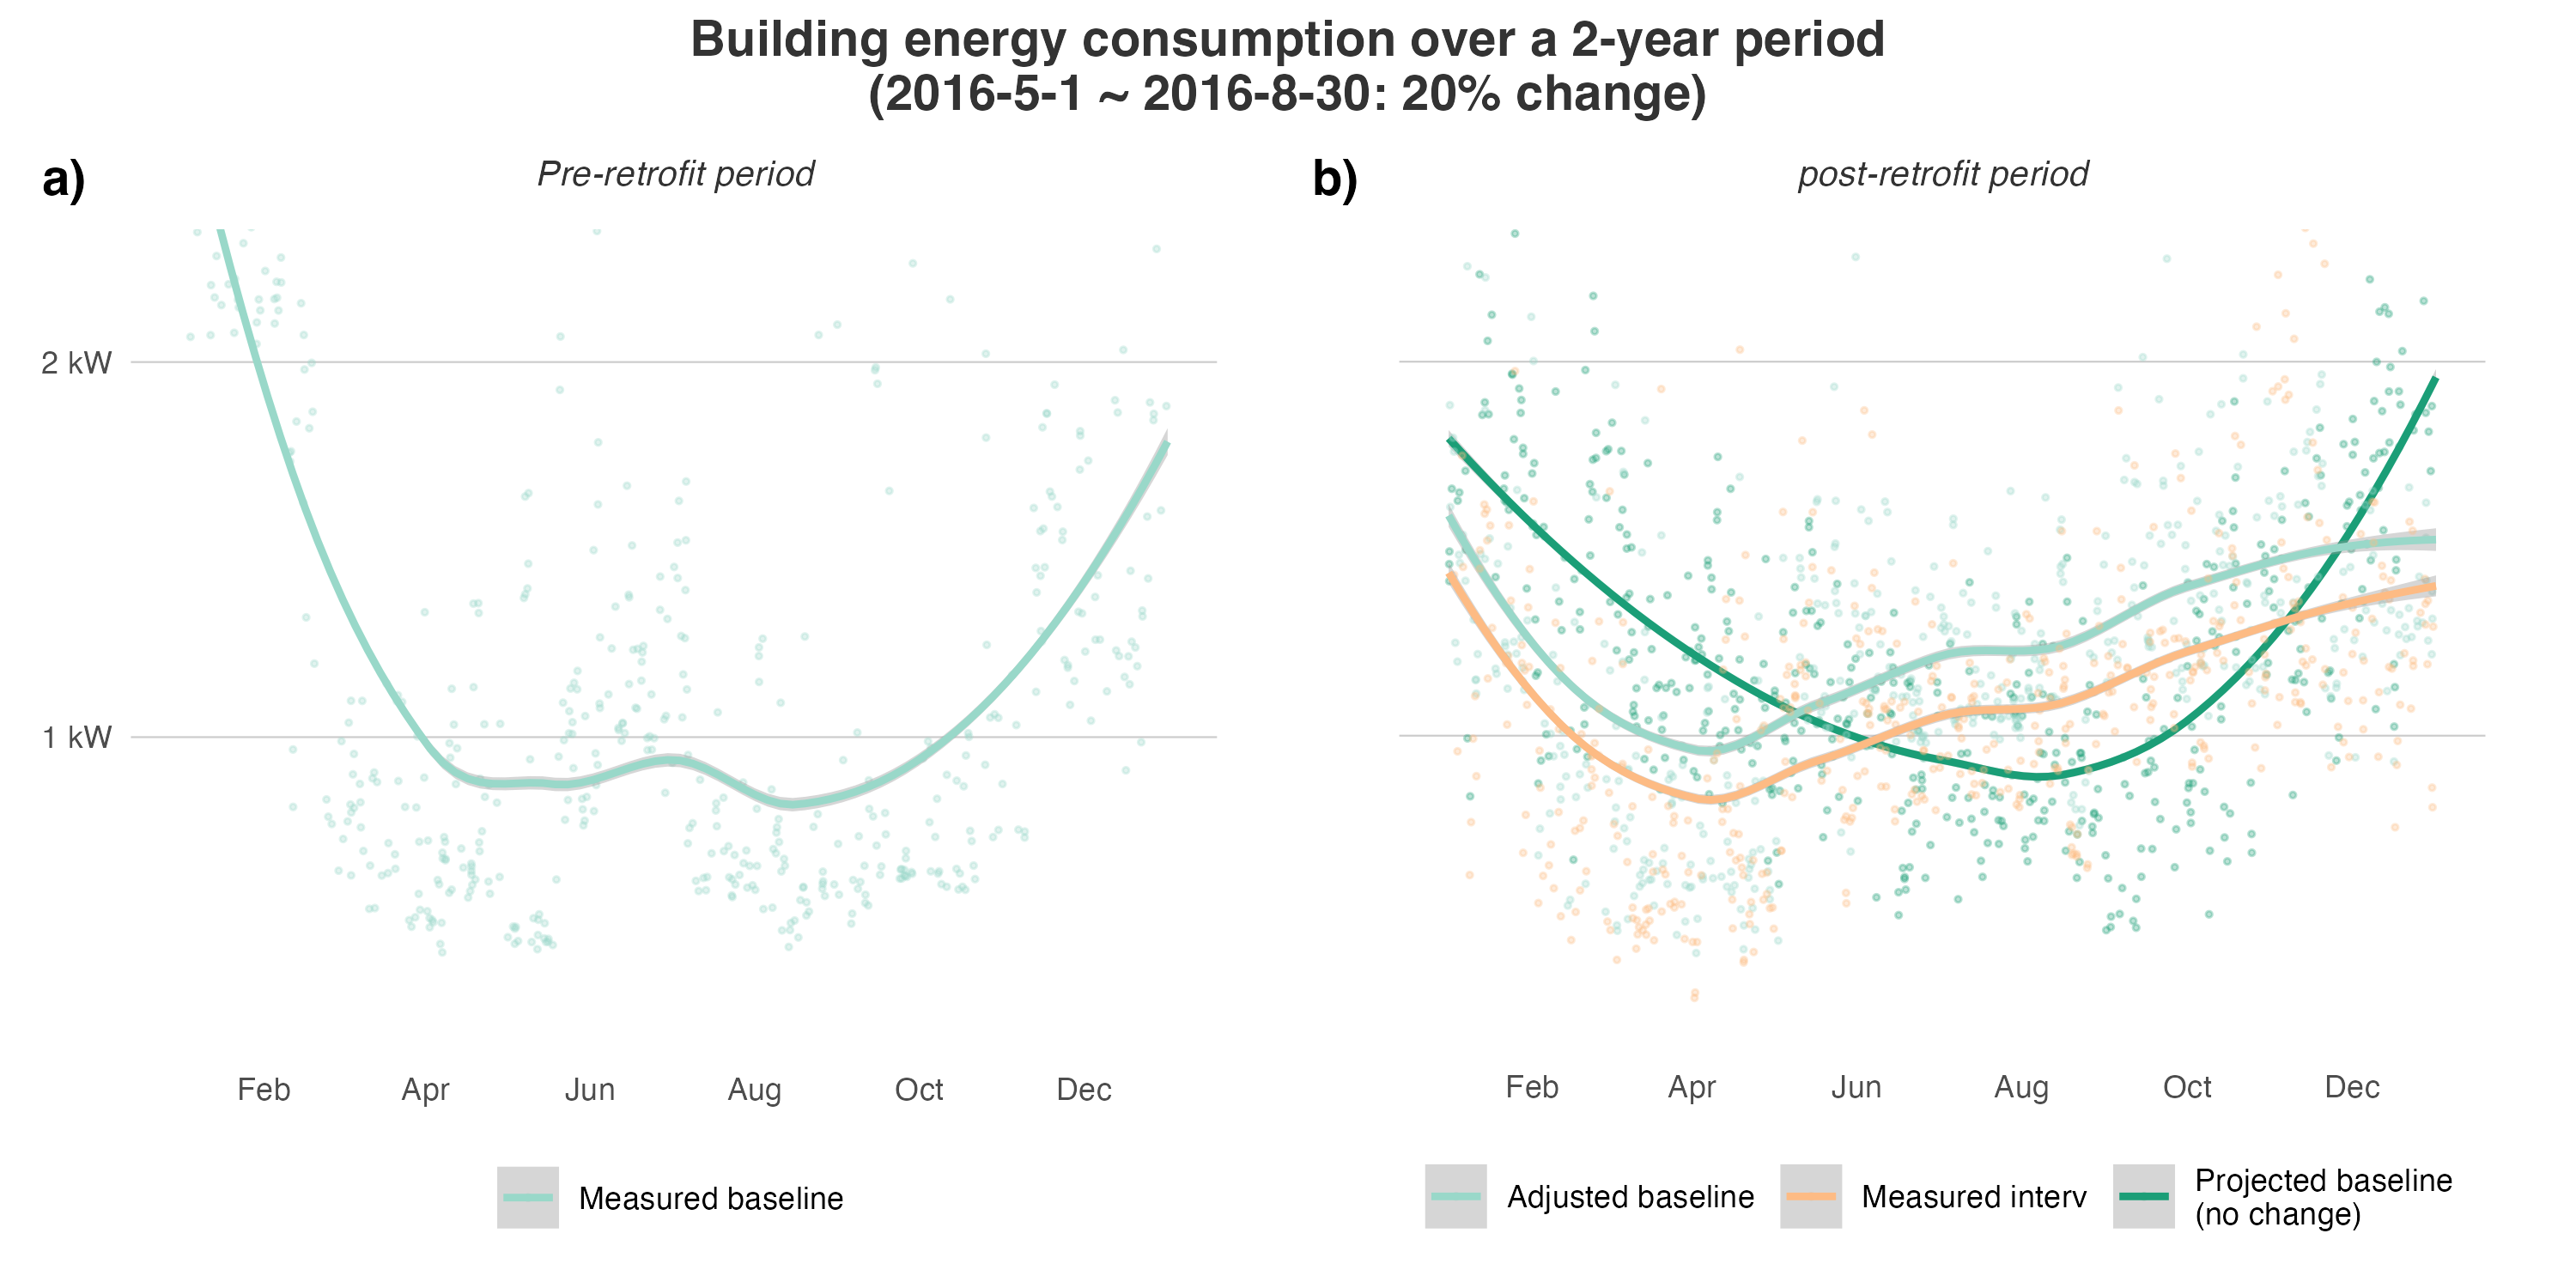 Building energy consumption over a 2-year period
(2016-5-1 ~ 2016-8-30: 20% change)
a)
Pre-retrofit period
2 kW
1 kW
Feb Apr Jun Aug Oct Dec
Measured baseline
b)
post-retrofit period
Feb Apr Jun Aug Oct Dec
Adjusted baseline
Measured interv
Projected baseline
(no change)